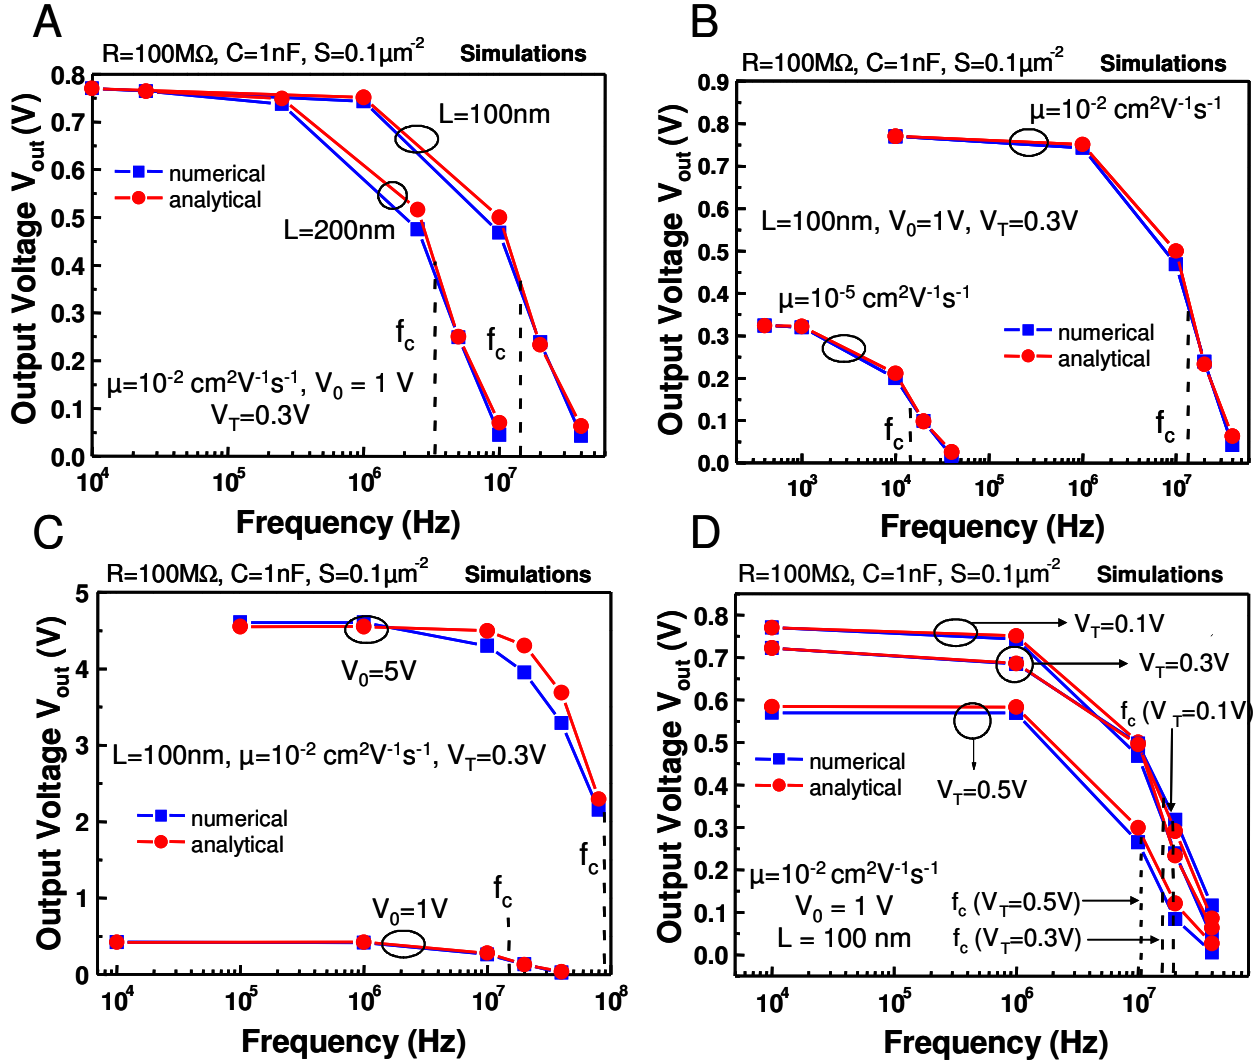 A
R=100MΩ, C=1nF, S=0.1μm-2 Simulations
0.8
0.7
0.6
0.5
0.4
0.3
0.2
0.1
0.0
Output Voltage Vout (V)
L=100nm
numerical
analytical
L=200nm
fc
fc
μ=10-2 cm2V-1s-1, V0 = 1 V
VT=0.3V
104 105 106 107
Frequency (Hz)
B
R=100MΩ, C=1nF, S=0.1μm-2 Simulations
0.9
0.8
0.7
0.6
0.5
0.4
0.3
0.2
0.1
0.0
Output Voltage Vout (V)
μ=10-2 cm2V-1s-1
L=100nm, V0=1V, VT=0.3V
μ=10-5 cm2V-1s-1
numerical
analytical
fc
fc
103 104 105 106 107
Frequency (Hz)
C
R=100MΩ, C=1nF, S=0.1μm-2 Simulations
5
4
3
2
1
0
Output Voltage Vout (V)
V0=5V
L=100nm, μ=10-2 cm2V-1s-1, VT=0.3V
numerical
analytical
fc
fc
V0=1V
104 105 106 107 108
Frequency (Hz)
D
R=100MΩ, C=1nF, S=0.1μm-2 Simulations
0.8
0.7
0.6
0.5
0.4
0.3
0.2
0.1
0.0
Output Voltage Vout (V)
VT=0.1V
VT=0.3V
fc (VT=0.1V)
numerical
analytical
VT=0.5V
μ=10-2 cm2V-1s-1
V0 = 1 V
L = 100 nm
fc (VT=0.5V)
fc (VT=0.3V)
104 105 106 107
Frequency (Hz)